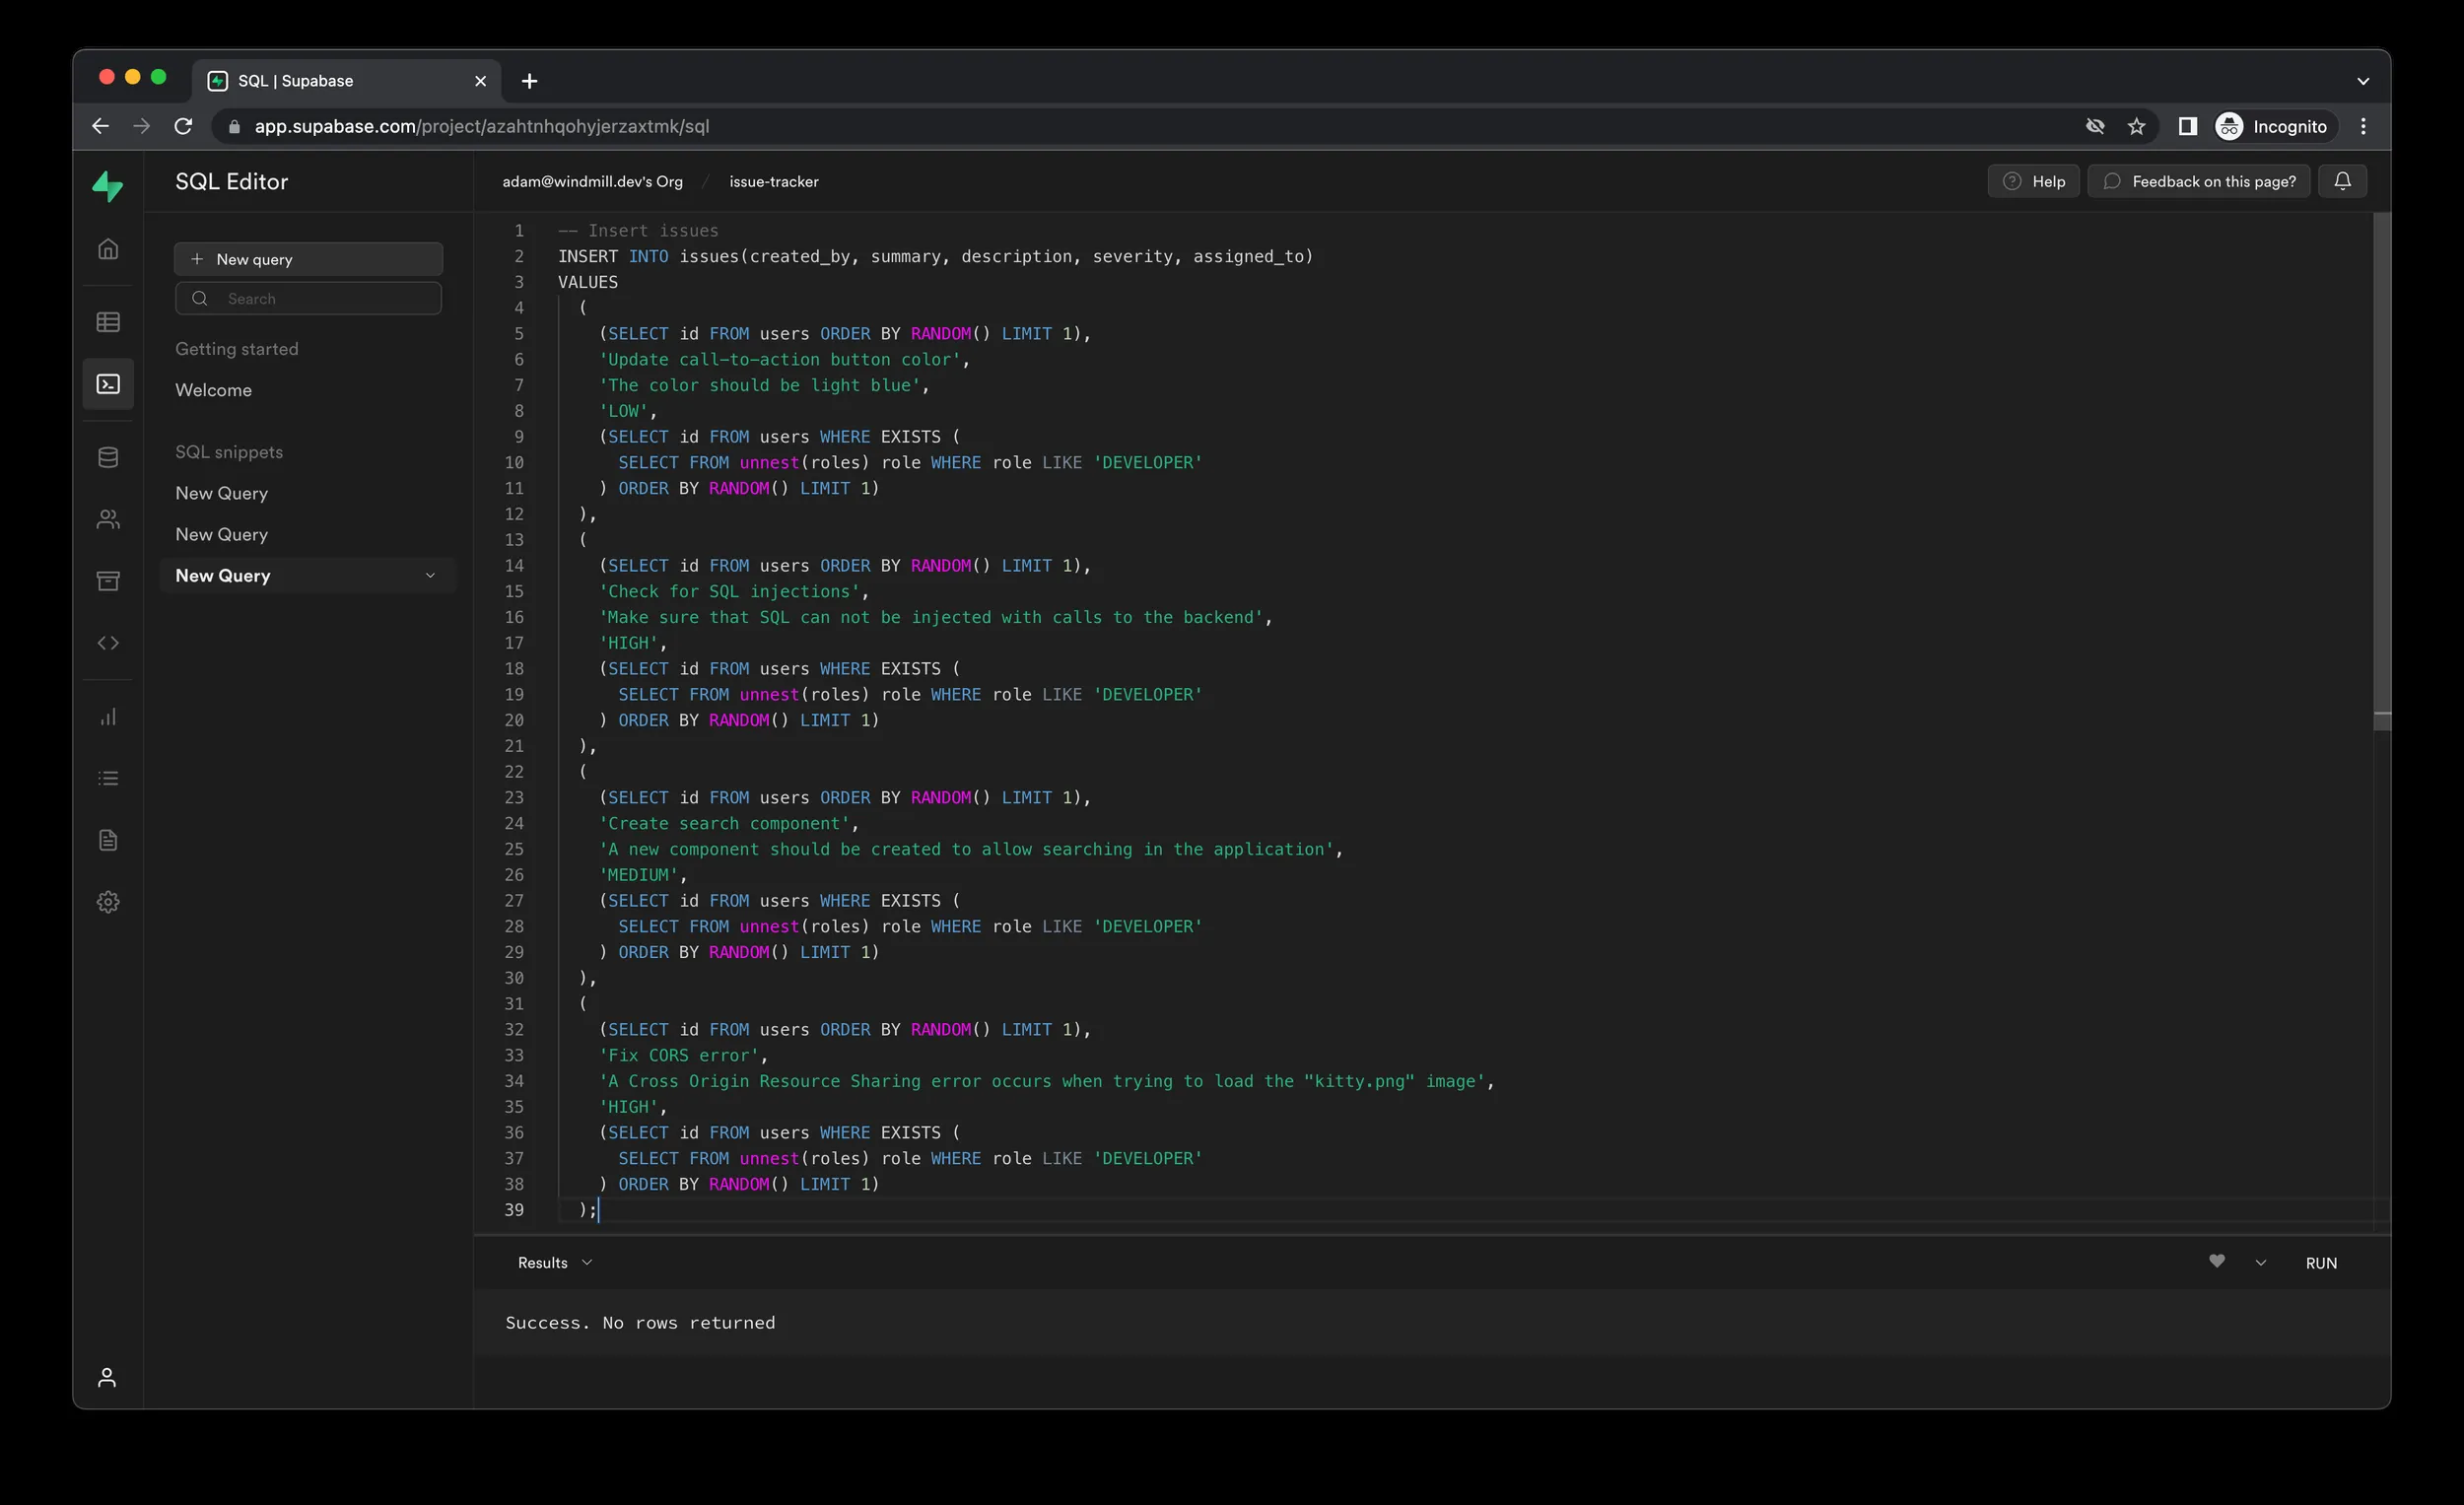 SQL | Supabase
app.supabase.com/project/azahtnhqohyjerzaxtmk/sql
Incognito
SQL Editor
adam@windmill.dev's Org / issue-tracker
Help
Feedback on this page?
New query
Search
Getting started
Welcome
SQL snippets
New Query
New Query
New Query
1 -- Insert issues
2 INSERT INTO issues(created_by, summary, description, severity, assigned_to)
3 VALUES
4 (
5 (SELECT id FROM users ORDER BY RANDOM() LIMIT 1),
6 'Update call-to-action button color',
7 'The color should be light blue',
8 'LOW',
9 (SELECT id FROM users WHERE EXISTS (
10 SELECT FROM unnest(roles) role WHERE role LIKE 'DEVELOPER'
11 ) ORDER BY RANDOM() LIMIT 1)
12 ),
13 (
14 (SELECT id FROM users ORDER BY RANDOM() LIMIT 1),
15 'Check for SQL injections',
16 'Make sure that SQL can not be injected with calls to the backend',
17 'HIGH',
18 (SELECT id FROM users WHERE EXISTS (
19 SELECT FROM unnest(roles) role WHERE role LIKE 'DEVELOPER'
20 ) ORDER BY RANDOM() LIMIT 1)
21 ),
22 (
23 (SELECT id FROM users ORDER BY RANDOM() LIMIT 1),
24 'Create search component',
25 'A new component should be created to allow searching in the application',
26 'MEDIUM',
27 (SELECT id FROM users WHERE EXISTS (
28 SELECT FROM unnest(roles) role WHERE role LIKE 'DEVELOPER'
29 ) ORDER BY RANDOM() LIMIT 1)
30 ),
31 (
32 (SELECT id FROM users ORDER BY RANDOM() LIMIT 1),
33 'Fix CORS error',
34 'A Cross Origin Resource Sharing error occurs when trying to load the "kitty.png" image',
35 'HIGH',
36 (SELECT id FROM users WHERE EXISTS (
37 SELECT FROM unnest(roles) role WHERE role LIKE 'DEVELOPER'
38 ) ORDER BY RANDOM() LIMIT 1)
39 );
Results
RUN
Success. No rows returned